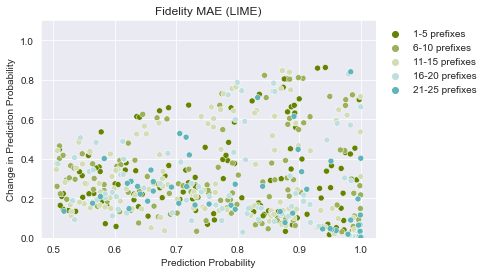 Fidelity MAE (LIME)
1.0
0.8
0.6
0.4
0.2
0.0
Change in Prediction Probability
0.5 0.6 0.7 0.8 0.9 1.0
Prediction Probability
1-5 prefixes
6-10 prefixes
11-15 prefixes
16-20 prefixes
21-25 prefixes